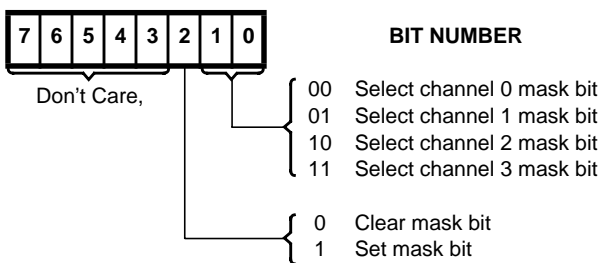 7 6 5 4 3 2 1 0 BIT NUMBER
Don't Care,
00 Select channel 0 mask bit
01 Select channel 1 mask bit
10 Select channel 2 mask bit
11 Select channel 3 mask bit
0 Clear mask bit
1 Set mask bit